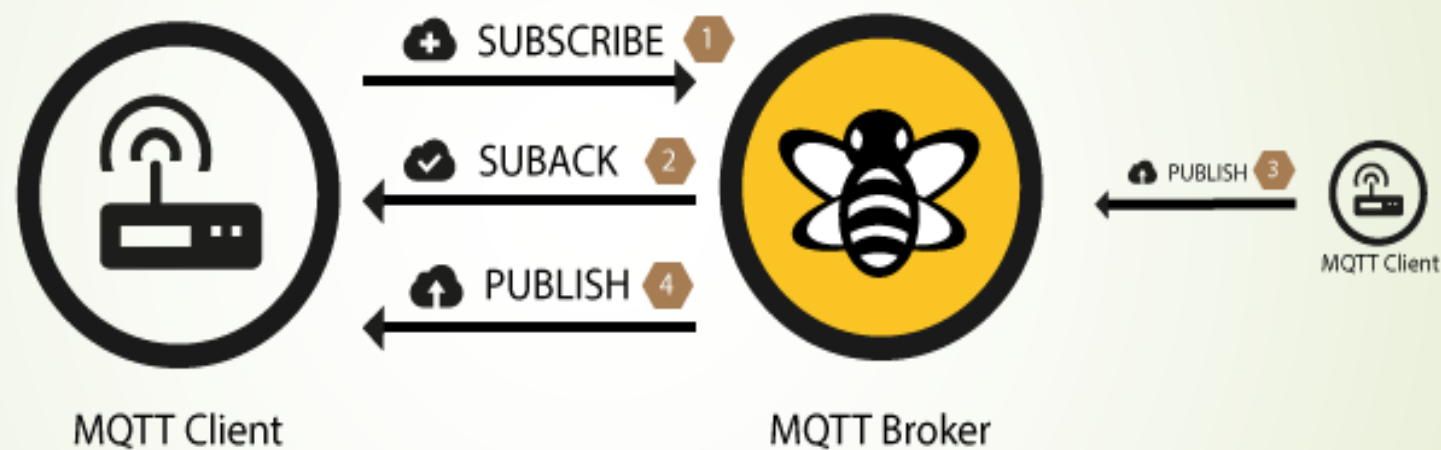 SUBSCRIBE 1
SUBACK 2
PUBLISH 3
PUBLISH 4
MQTT Client
MQTT Client
MQTT Broker